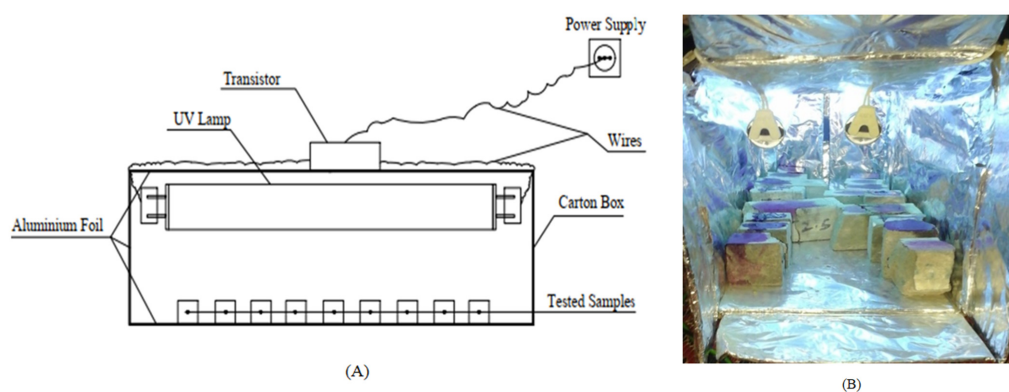 Power Supply
Transistor
UV Lamp
Wires
Aluminium Foil
Carton Box
Tested Samples
2.5
(A)
(B)